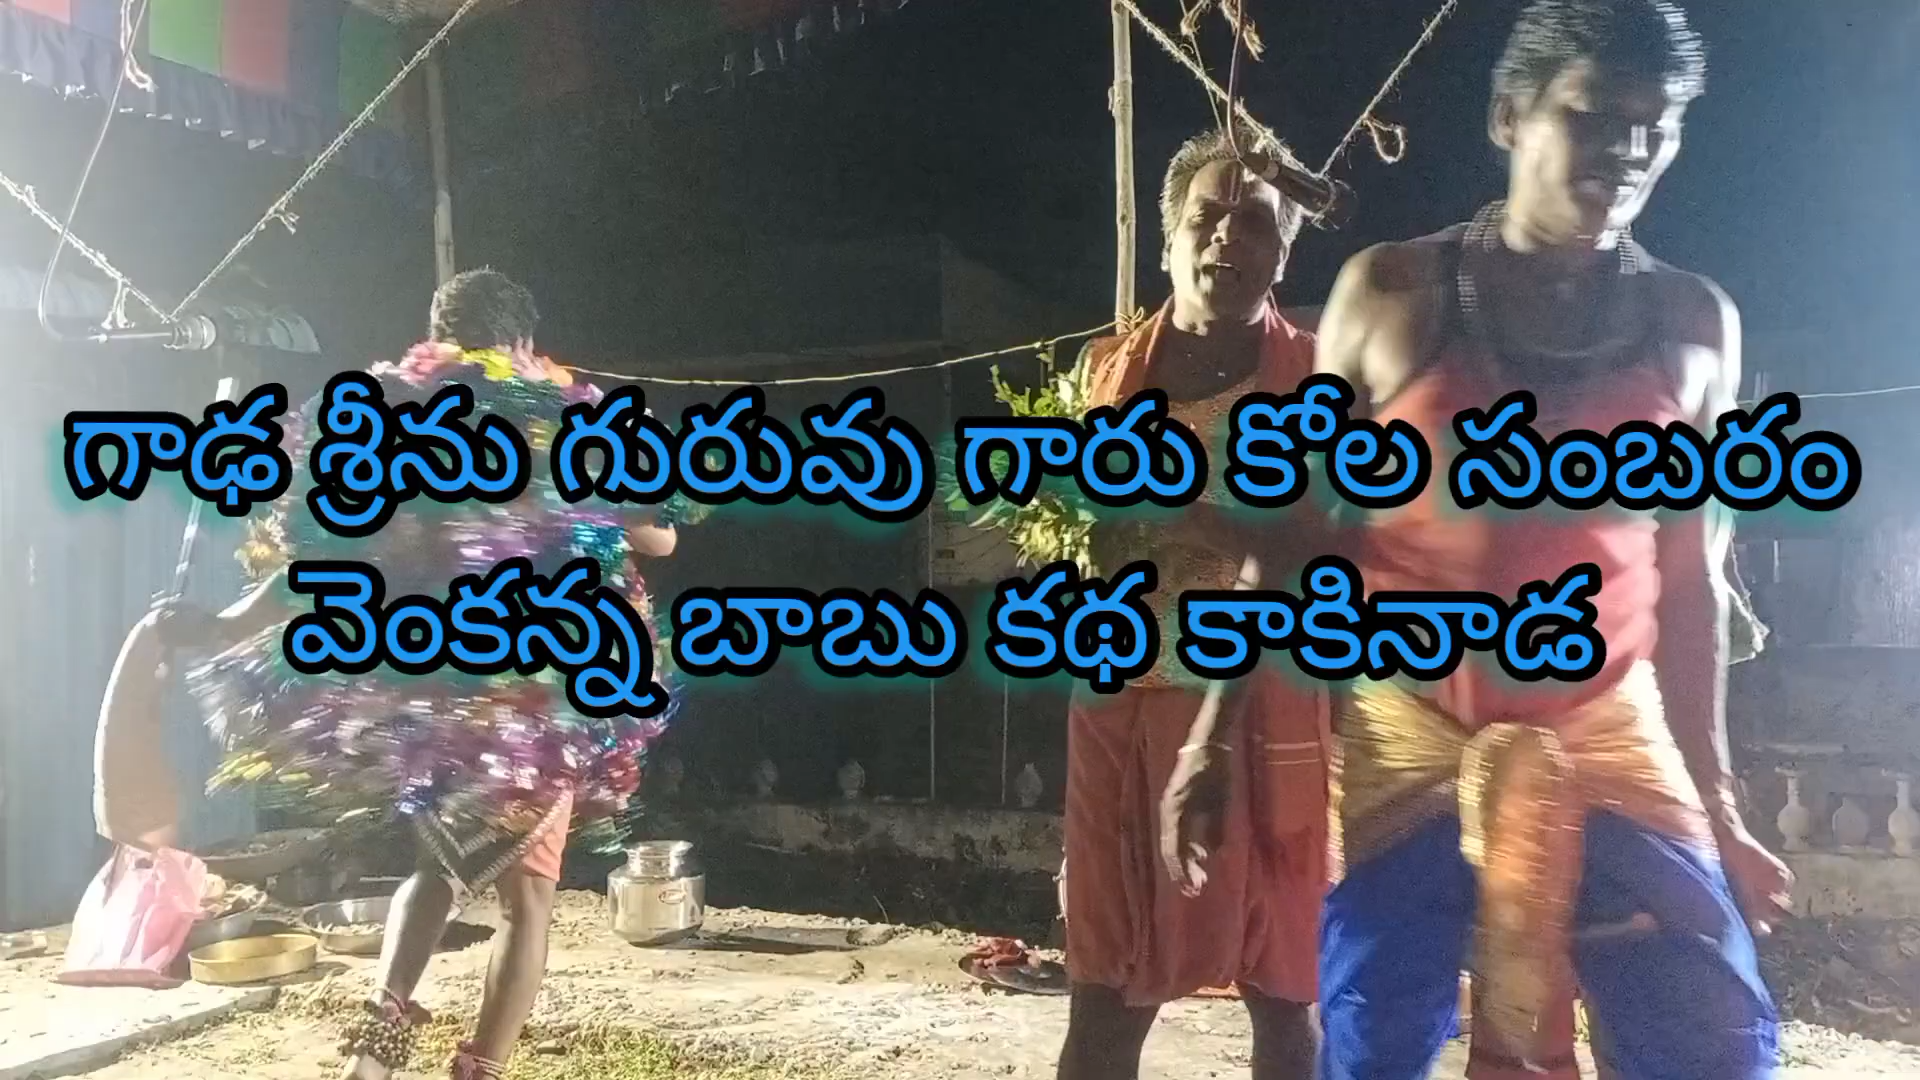 గాఢ శ్రీను గురువు గారు కోల సంబరం
వెంకన్న బాబు కథ కాకినాడ